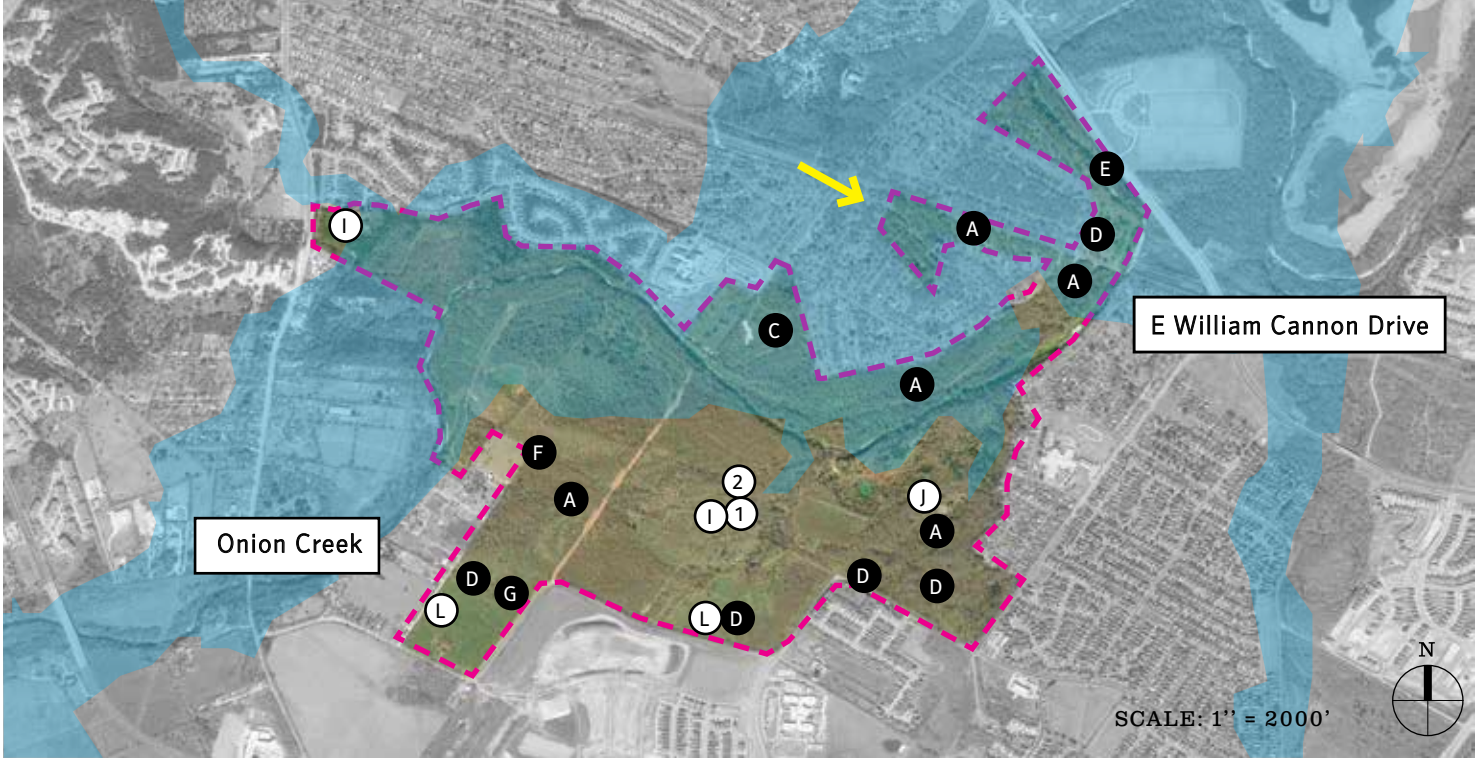 E
I
A
D
A
E William Cannon Drive
C
A
F
2
A
I
1
J
A
Onion Creek
D
G
D
D
L
L
D
N
SCALE: 1’’ = 2000’